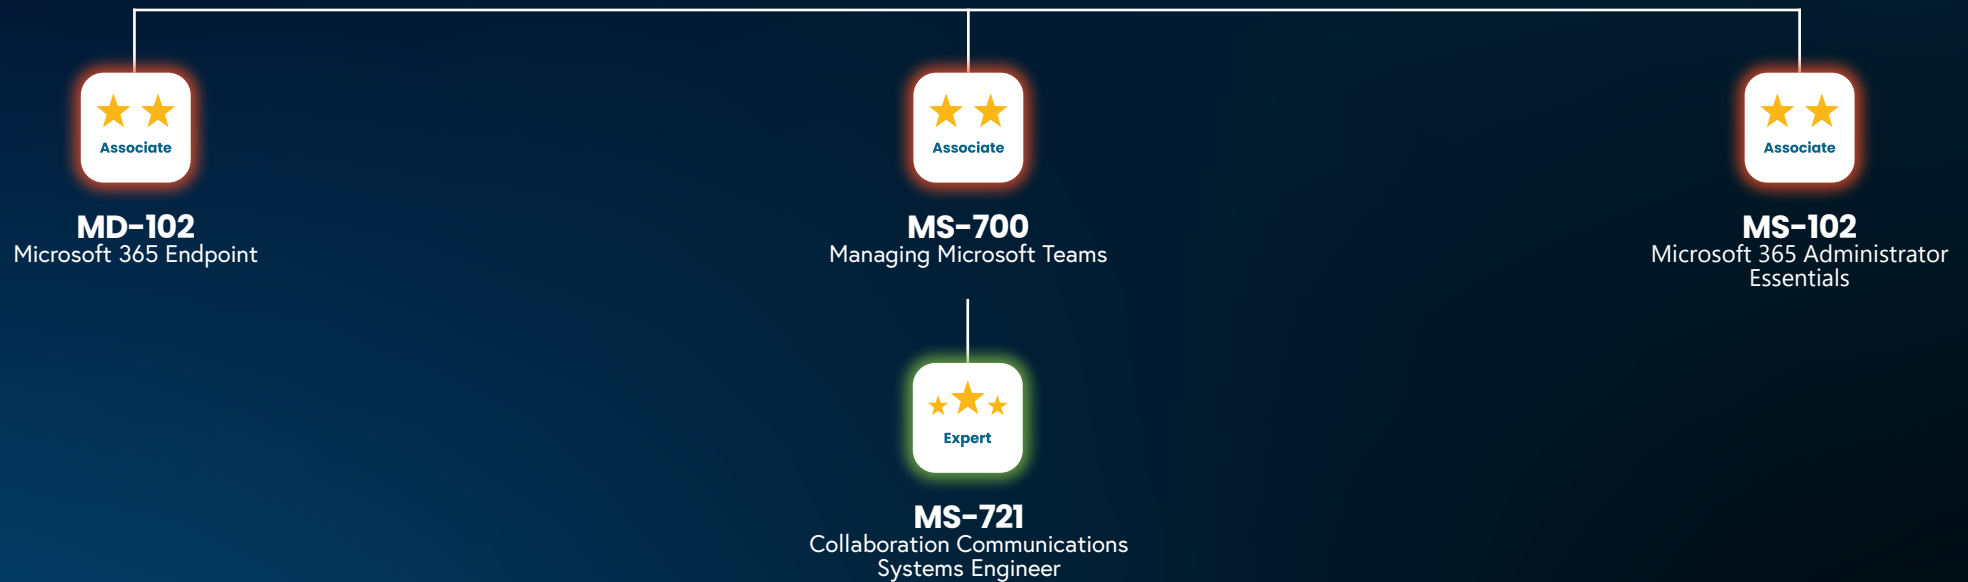 Associate
MD-102
Microsoft 365 Endpoint
Associate
MS-700
Managing Microsoft Teams
Associate
MS-102
Microsoft 365 Administrator
Essentials
Expert
MS-721
Collaboration Communications
Systems Engineer